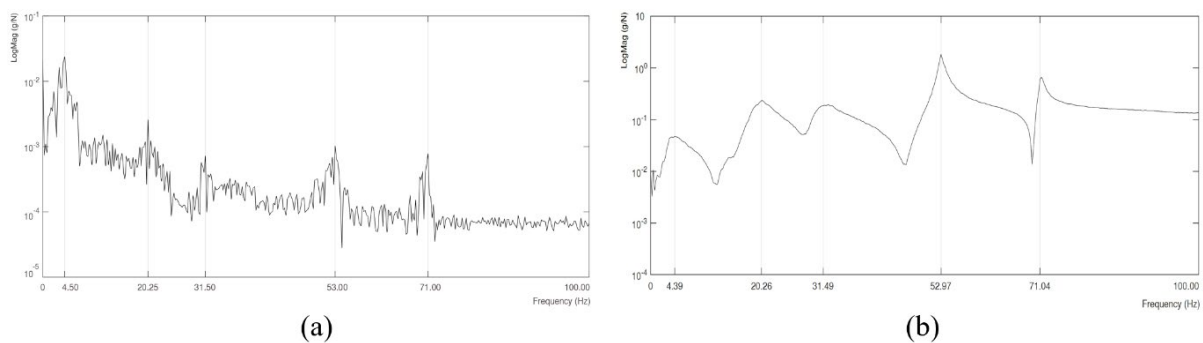 LogMag (g/N)
10-1
10-2
10-3
10-4
10-5
0 4.50 20.25 31.50 53.00 71.00 100.00
Frequency (Hz)
(a)
LogMag (g/N)
10
100
10-1
10-2
10-3
10-4
0 4.39 20.26 31.49 52.97 71.04 100.00
Frequency (Hz)
(b)